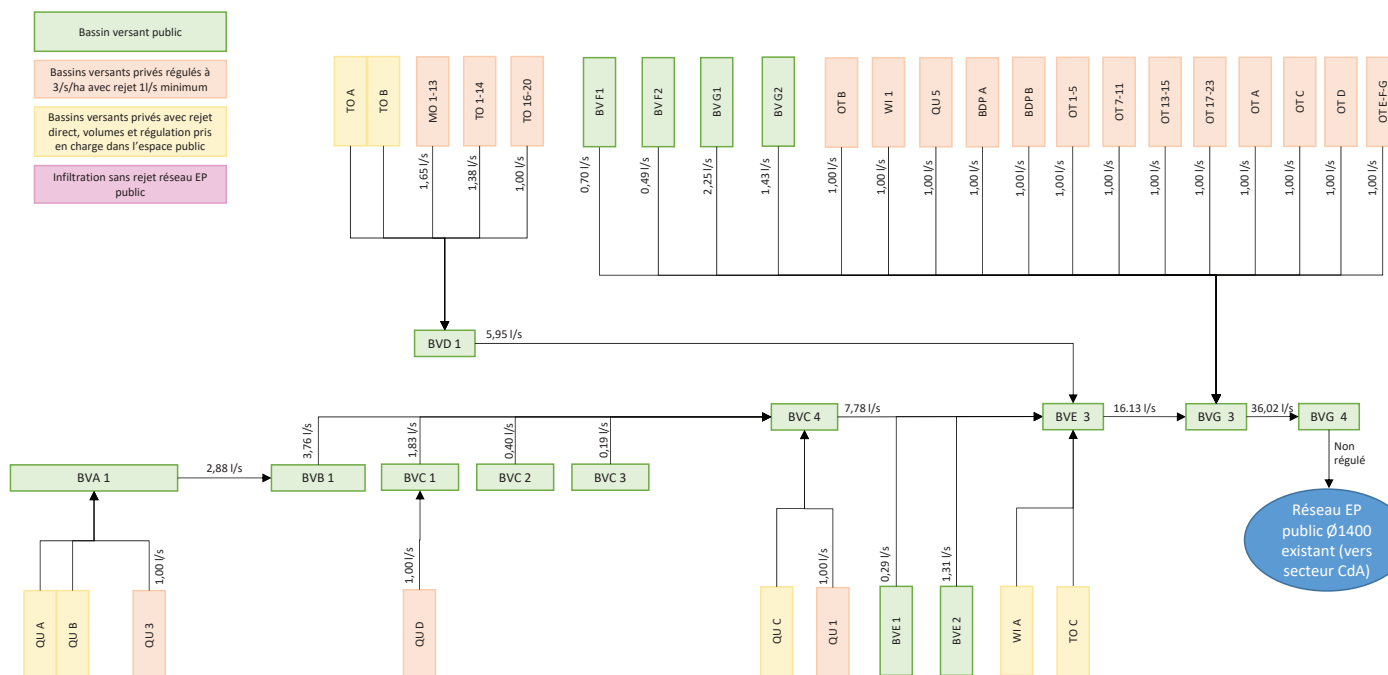 Bassin versant public
Bassins versants privés régulés à
3/s/ha avec rejet 1l/s minimum
Bassins versants privés avec rejet
direct, volumes et régulation pris
en charge dans l'espace public
Infiltration sans rejet réseau EP
public
TO A
TO B
MO 1-13
TO 1-14
TO 16-20
1,65 l/s
1,38 l/s
1,00 l/s
BV F1
BV F2
BV G1
BV G2
OT B
WI 1
QU 5
BDP A
BDP B
OT 1-5
OT 7-11
OT 13-15
OT 17-23
OT A
OT C
OT D
OT E-F-G
0,70 l/s
0,49 l/s
2,25 l/s
1,43 l/s
1,00 l/s
1,00 l/s
1,00 l/s
1,00 l/s
1,00 l/s
1,00 l/s
1,00 l/s
1,00 l/s
1,00 l/s
1,00 l/s
1,00 l/s
1,00 l/s
1,00 l/s
BVD 1
5,95 l/s
BVC 4
7,78 l/s
BVE 3
16.13 l/s
BVG 3
36,02 l/s
BVG 4
3,76 l/s
1,83 l/s
0,40 l/s
0,19 l/s
Non
régulé
BVA 1
2,88 l/s
BVB 1
BVC 1
BVC 2
BVC 3
Réseau EP
public Ø1400
existant (vers
secteur CdA)
1,00 l/s
1,00 l/s
1,00 l/s
0,29 l/s
1,31 l/s
QU A
QU B
QU 3
QU D
QU C
QU 1
BVE 1
BVE 2
WI A
TO C